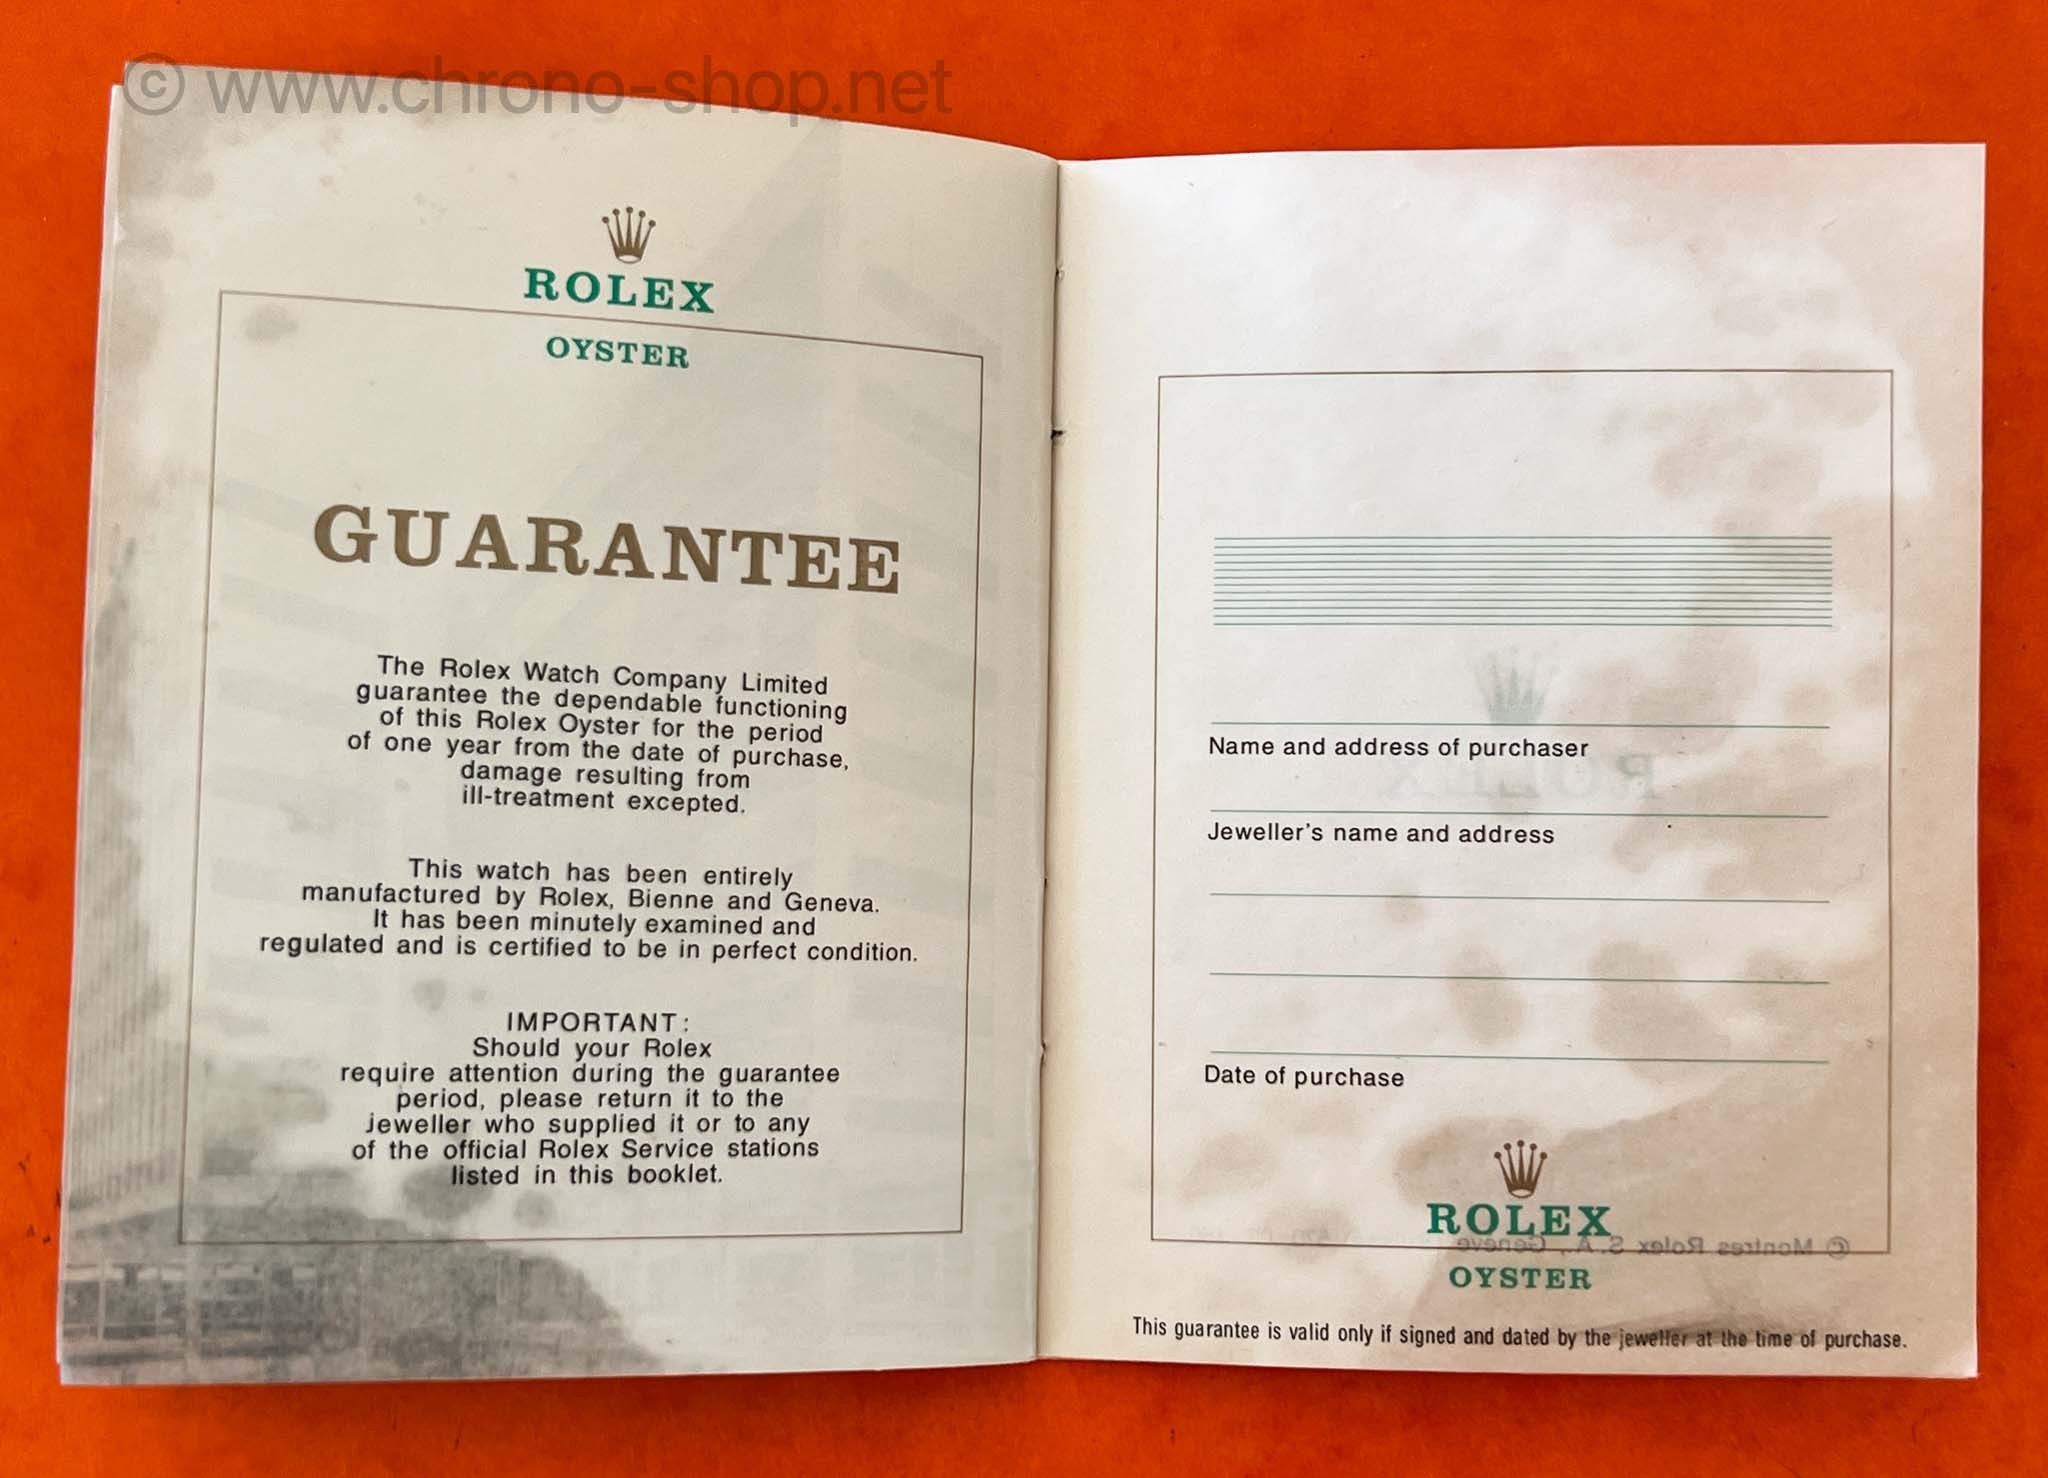 © www.chrono-shop.net
ROLEX
OYSTER
GUARANTEE
The Rolex Watch Company Limited
guarantee the dependable functioning
of this Rolex Oyster for the period
of one year from the date of purchase,
damage resulting from
ill-treatment excepted.
This watch has been entirely
manufactured by Rolex, Bienne and Geneva.
It has been minutely examined and
regulated and is certified to be in perfect condition.
IMPORTANT:
Should your Rolex
require attention during the guarantee
period, please return it to the
jeweller who supplied it or to any
of the official Rolex Service stations
listed in this booklet.
ROLEX
Name and address of purchaser
Jeweller's name and address
Date of purchase
ROLEX
© Montres Rolex S.A., Geneve
OYSTER
This guarantee is valid only if signed and dated by the jeweller at the time of purchase.